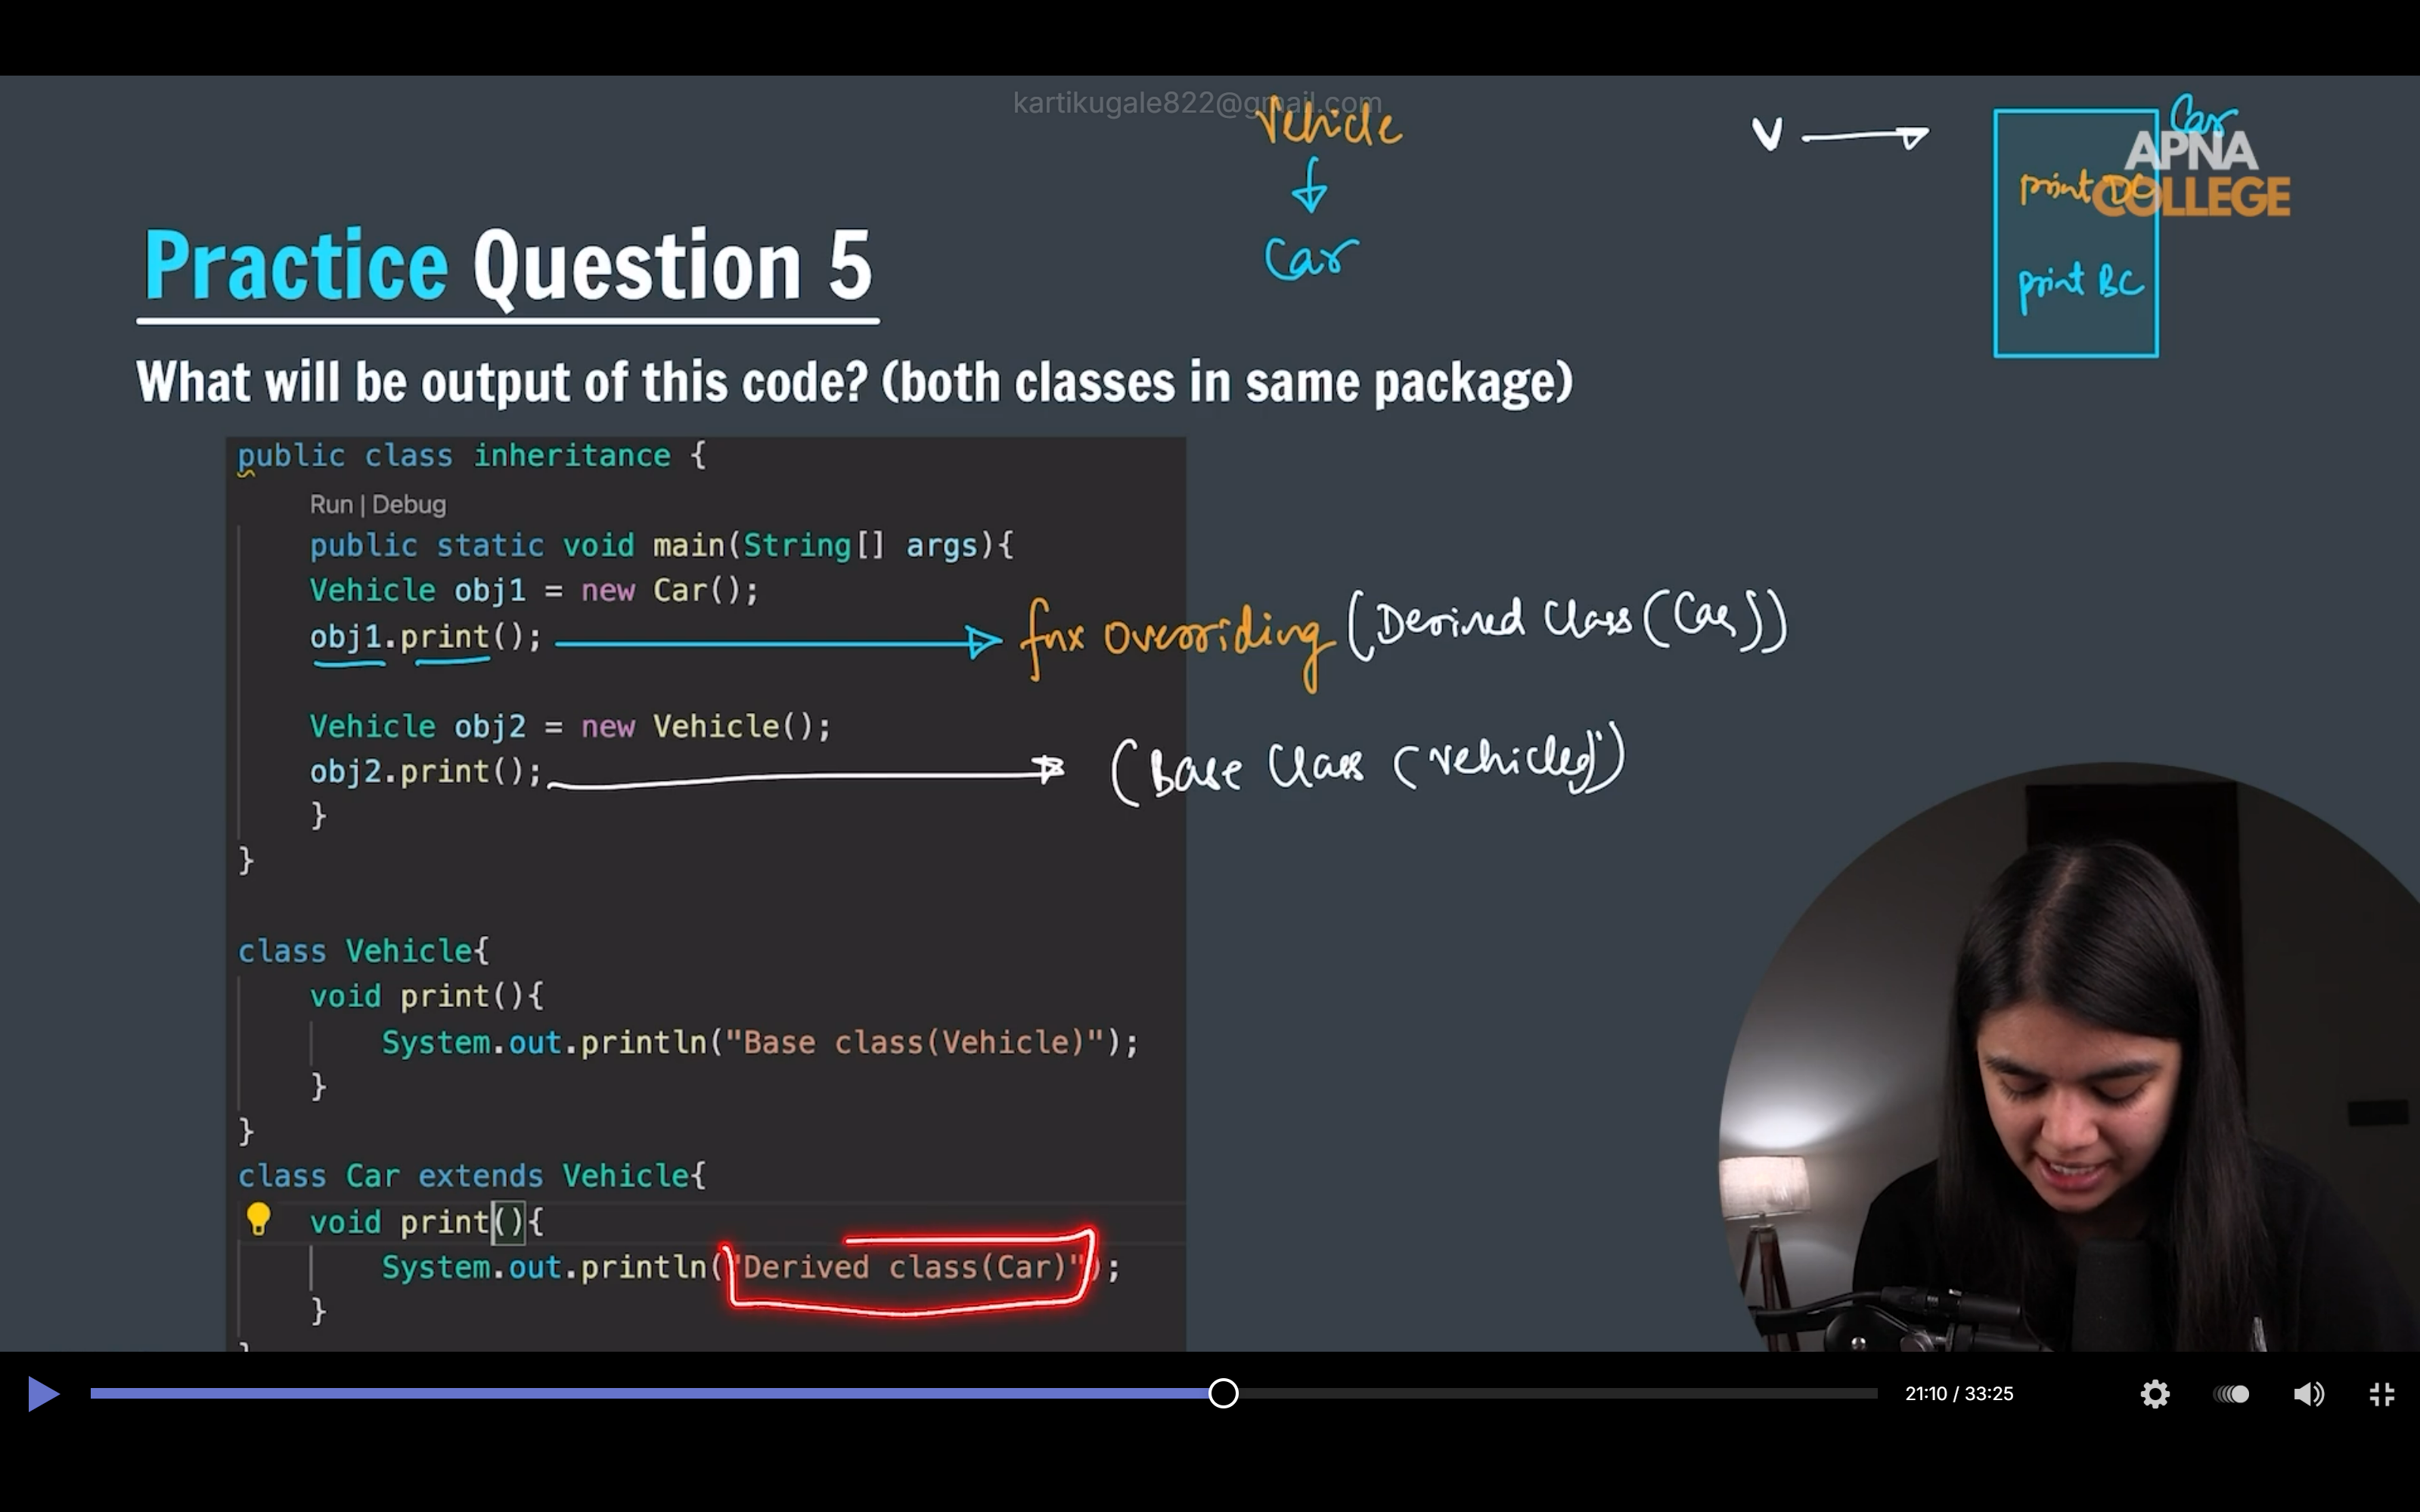 kartikugale822@gmail.com
Vehicle
Car
V
Car
APNA
COLLEGE
print DC
print BC
Practice Question 5
What will be output of this code? (both classes in same package)
public class inheritance {
Run | Debug
public static void main(String[] args){
Vehicle obj1 = new Car();
obj1.print();
fnx overriding (Derived Class (Car))
Vehicle obj2 = new Vehicle();
obj2.print();
(Base Class (Vehicle))
}
}
class Vehicle{
void print(){
System.out.println("Base class(Vehicle)");
}
}
class Car extends Vehicle{
void print(){
System.out.println("Derived class(Car)");
}
}
21:10 / 33:25